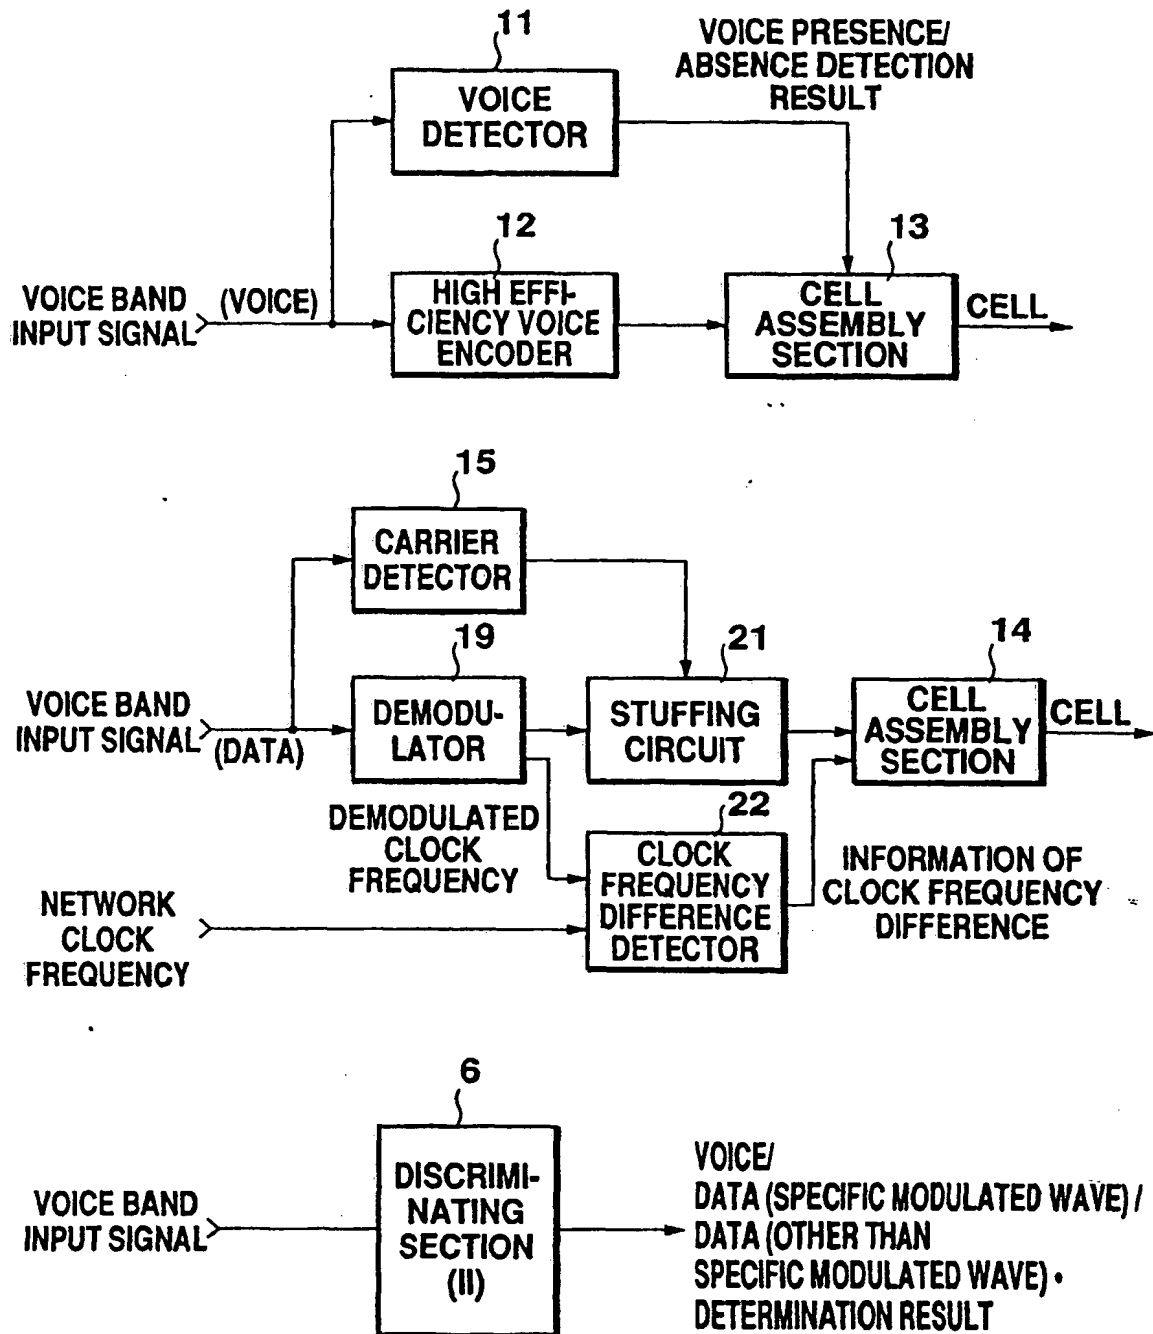 11
VOICE
DETECTOR
VOICE PRESENCE/
ABSENCE DETECTION
RESULT
VOICE BAND
INPUT SIGNAL
(VOICE)
12
HIGH EFFI-
CIENCY VOICE
ENCODER
13
CELL
ASSEMBLY
SECTION
CELL
15
CARRIER
DETECTOR
VOICE BAND
INPUT SIGNAL
(DATA)
19
DEMODU-
LATOR
21
STUFFING
CIRCUIT
14
CELL
ASSEMBLY
SECTION
CELL
DEMODULATED
CLOCK
FREQUENCY
22
CLOCK
FREQUENCY
DIFFERENCE
DETECTOR
INFORMATION OF
CLOCK FREQUENCY
DIFFERENCE
NETWORK
CLOCK
FREQUENCY
6
VOICE BAND
INPUT SIGNAL
DISCRIMI-
NATING
SECTION
(II)
VOICE/
DATA (SPECIFIC MODULATED WAVE) /
DATA (OTHER THAN
SPECIFIC MODULATED WAVE) •
DETERMINATION RESULT